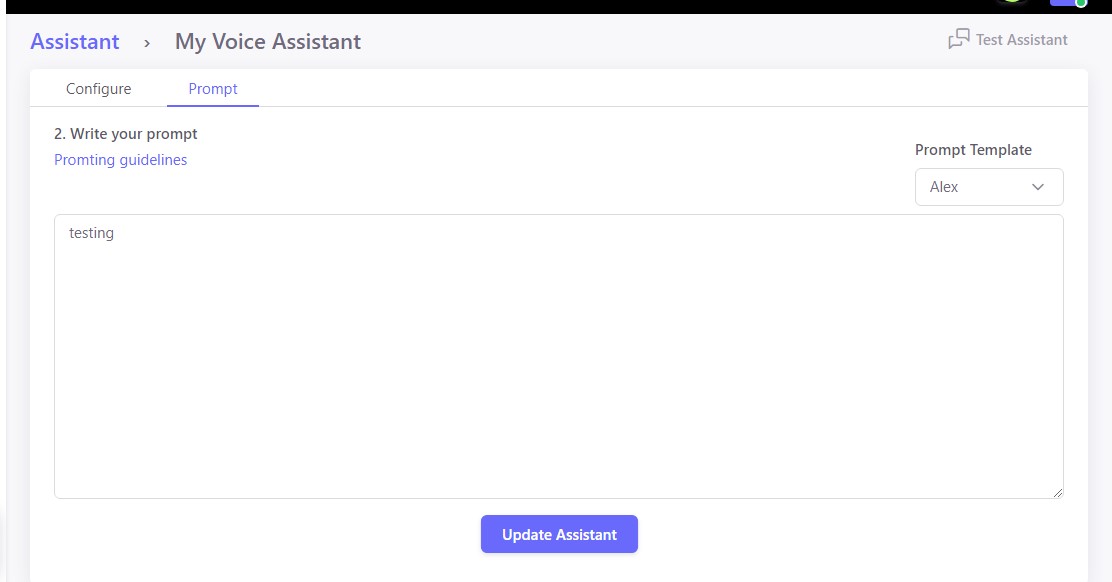 Assistant › My Voice Assistant
Test Assistant
Configure Prompt
2. Write your prompt
Promting guidelines
Prompt Template
Alex
testing
Update Assistant